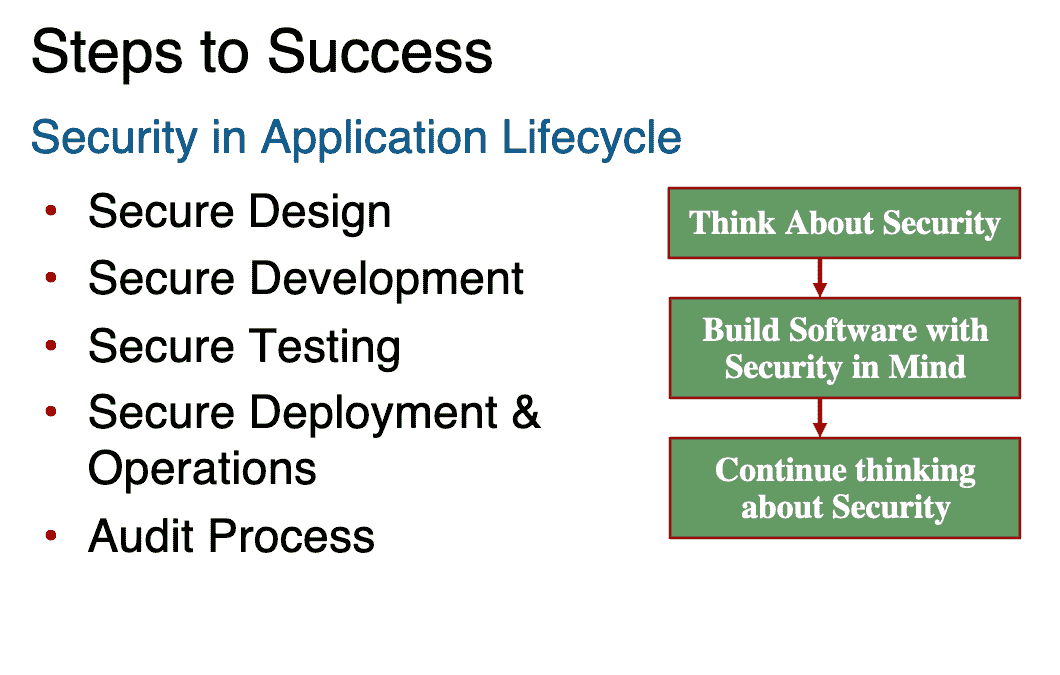 Steps to Success
Security in Application Lifecycle
• Secure Design
• Secure Development
• Secure Testing
• Secure Deployment &
Operations
• Audit Process
Think About Security
Build Software with
Security in Mind
Continue thinking
about Security